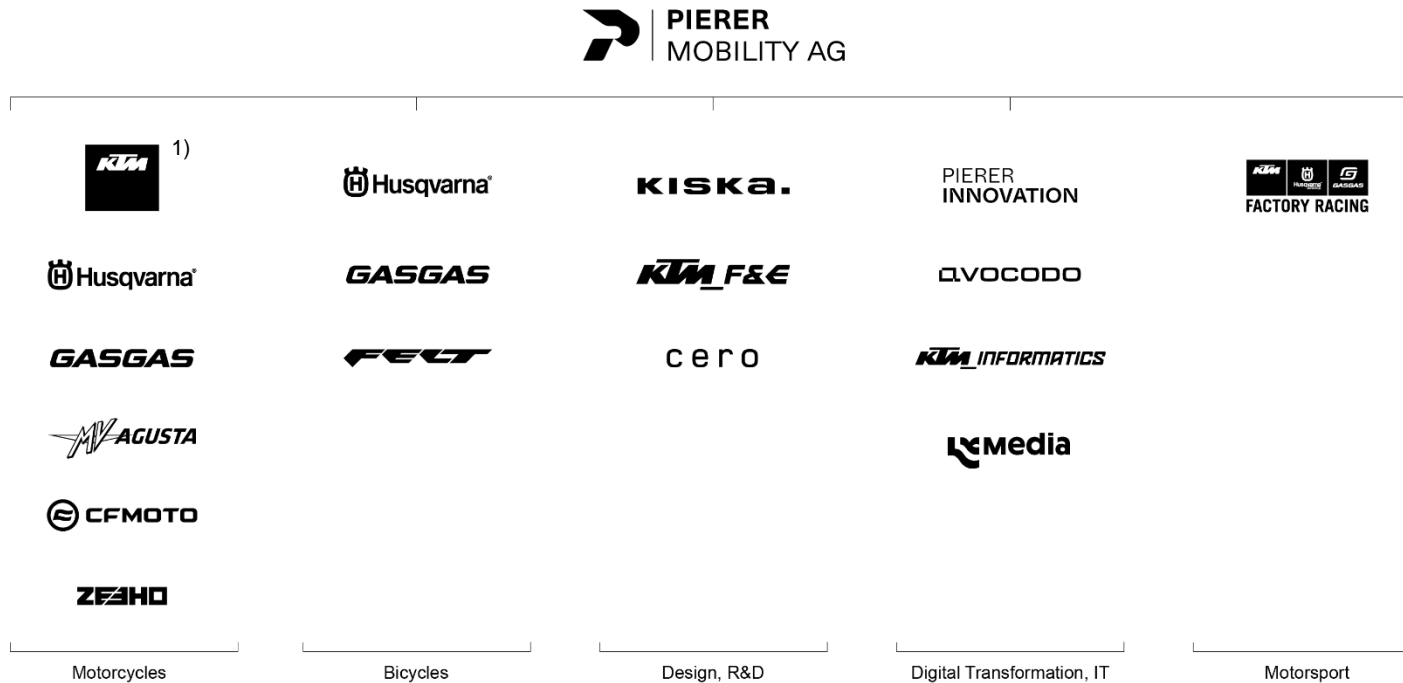 PIERER
MOBILITY AG
KTM
1)
Husqvarna®
GASGAS
MV AGUSTA
CFMOTO
ZEEHO
Motorcycles
Husqvarna®
GASGAS
FELT
Bicycles
KISKA.
KTM_F&E
cero
Design, R&D
PIERER
INNOVATION
avocodo
KTM_INFORMATICS
LX Media
Digital Transformation, IT
KTM
Husqvarna
GASGAS
FACTORY RACING
Motorsport